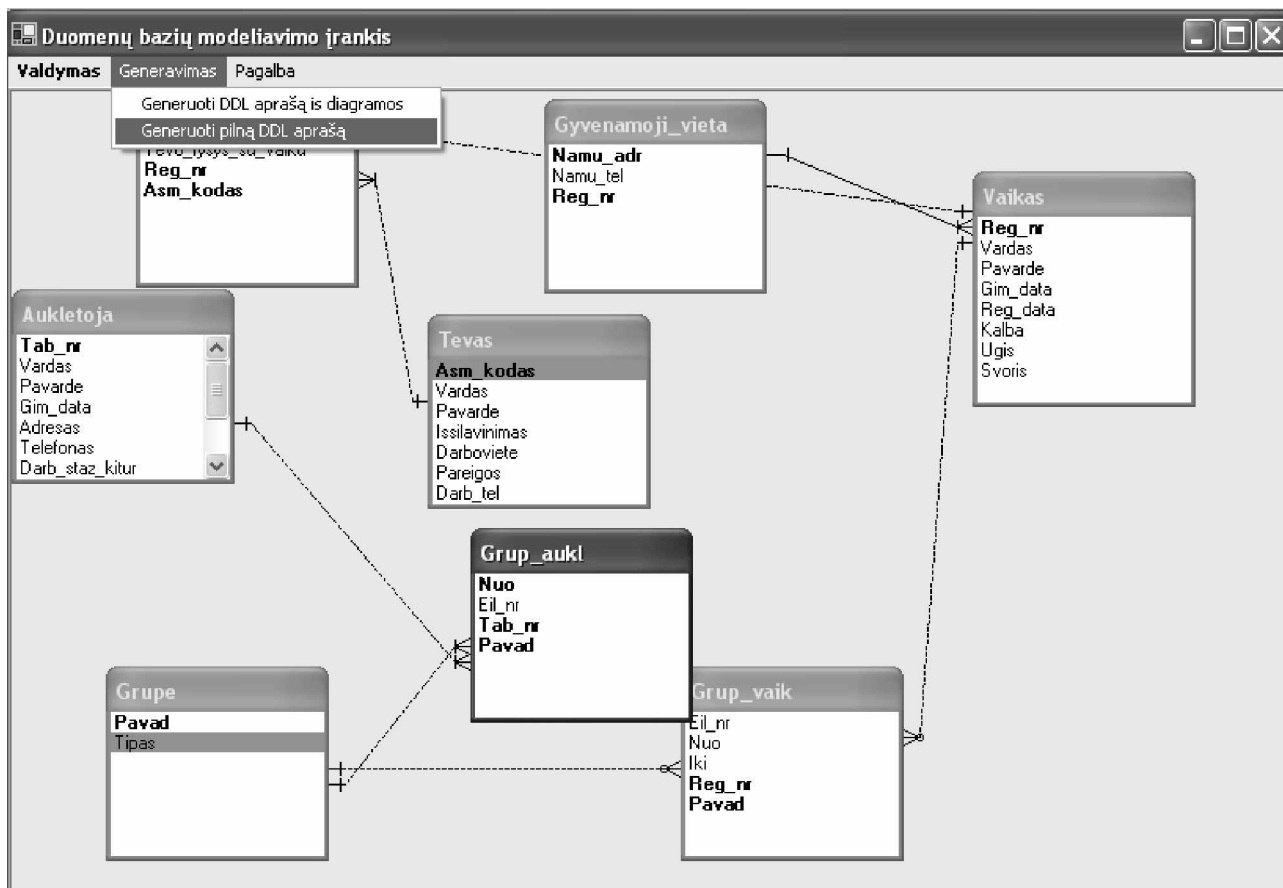 Duomenų bazių modeliavimo įrankis
Valdymas Generavimas Pagalba
Generuoti DDL aprašą is diagramos
Generuoti pilną DDL aprašą
Reg_nr
Asm_kodas
Gyvenamoji_vieta
Namu_adr
Namu_tel
Reg_nr
Vaikas
Reg_nr
Vardas
Pavarde
Gim_data
Reg_data
Kalba
Ugis
Svoris
Aukletoja
Tab_nr
Vardas
Pavarde
Gim_data
Adresas
Telefonas
Darb_staz_kitur
Tevas
Asm_kodas
Vardas
Pavarde
Issilavinimas
Darboviete
Pareigos
Darb_tel
Grup_aukl
Nuo
Eil_nr
Tab_nr
Pavad
Grupe
Pavad
Tipas
Grup_vaik
Eil_nr
Nuo
Iki
Reg_nr
Pavad